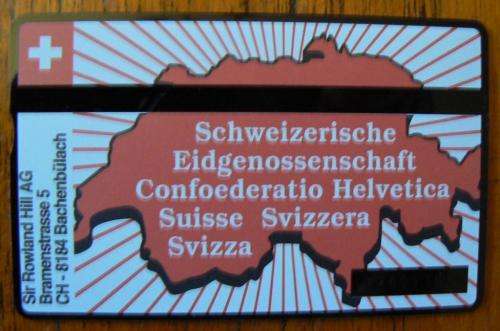 Schweizerische
Eidgenossenschaft
Confoederatio Helvetica
Suisse Svizzera
Svizza
Sir Rowland Hill AG
Bramenstrasse 5
CH - 8184 Bachenbülach